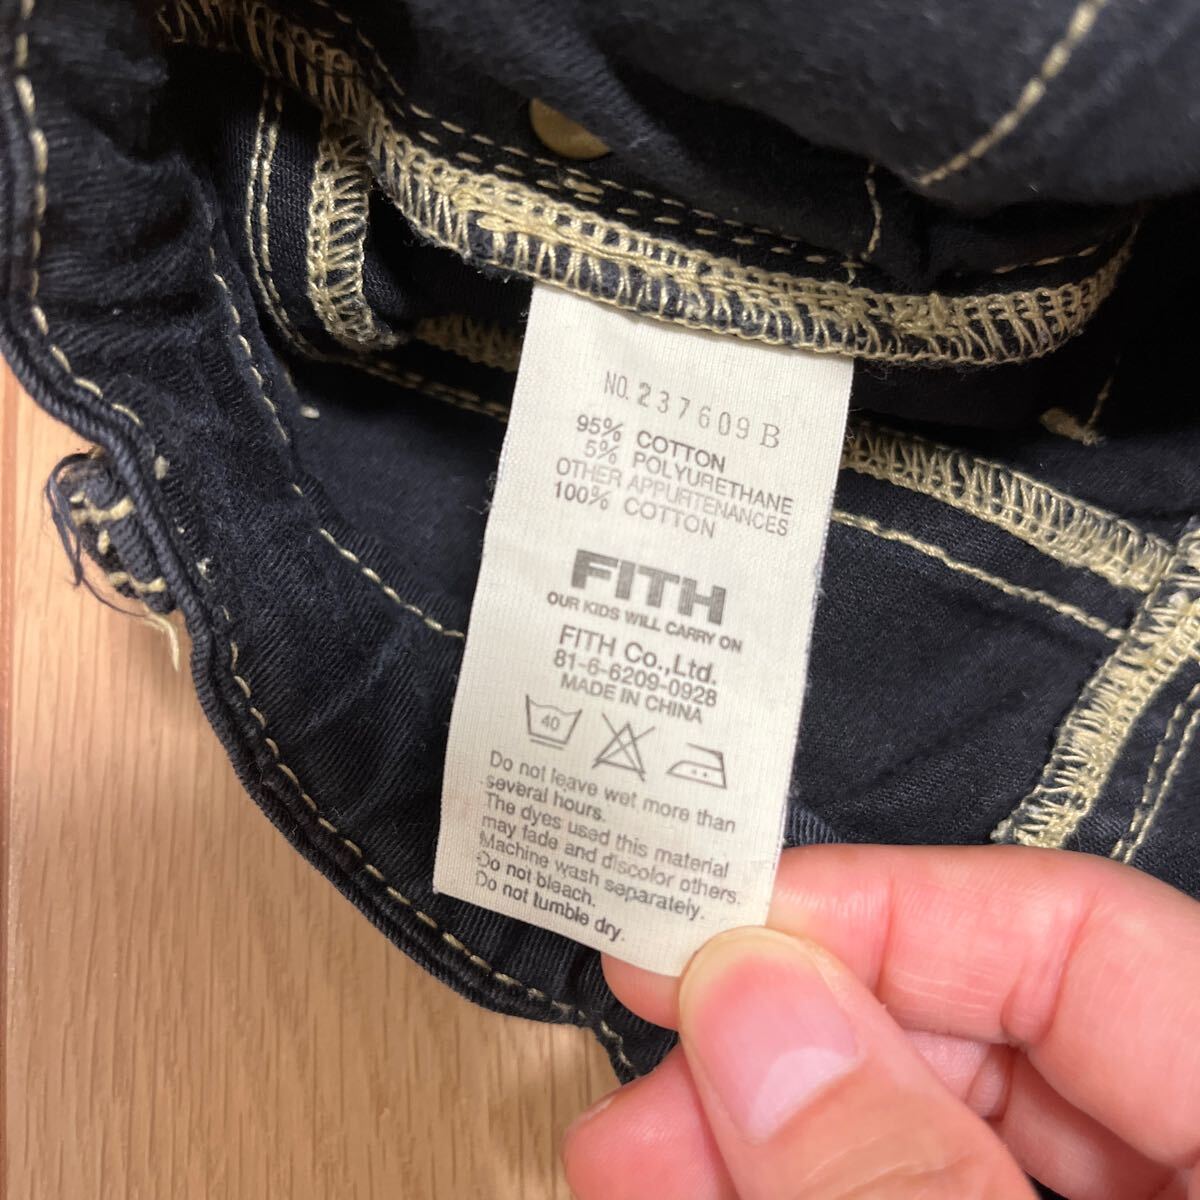 NO. 237609B
95% COTTON
5% POLYURETHANE
OTHER APPURTENANCES
100% COTTON
FITH
OUR KIDS WILL CARRY ON
FITH Co.,Ltd.
81-6-6209-0928
MADE IN CHINA
40
Do not leave wet more than
several hours.
The dyes used this material
may fade and discolor others.
Machine wash separately.
Do not bleach.
Do not tumble dry.